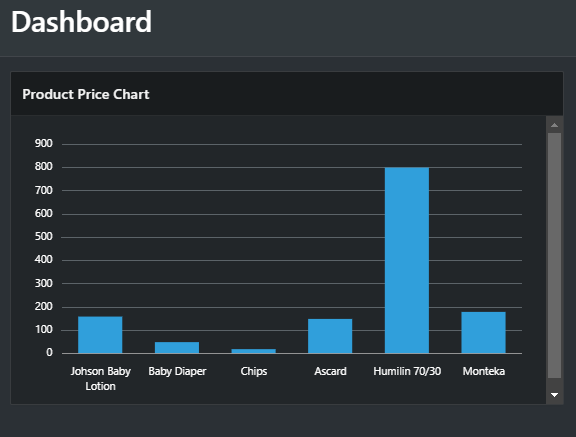 Dashboard
Product Price Chart
900
800
700
600
500
400
300
200
100
0
Johson Baby Lotion
Baby Diaper
Chips
Ascard
Humilin 70/30
Monteka